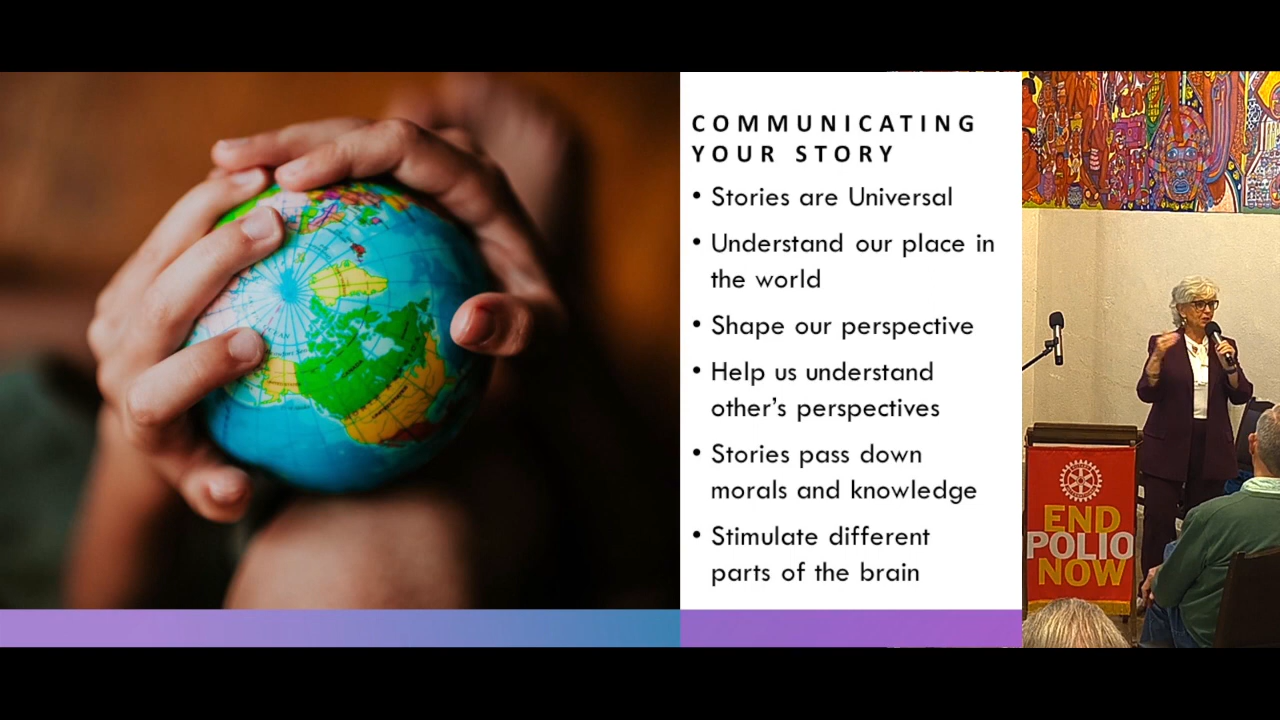 COMMUNICATING
YOUR STORY
• Stories are Universal
• Understand our place in
the world
• Shape our perspective
• Help us understand
other’s perspectives
• Stories pass down
morals and knowledge
• Stimulate different
parts of the brain
END
POLIO
NOW